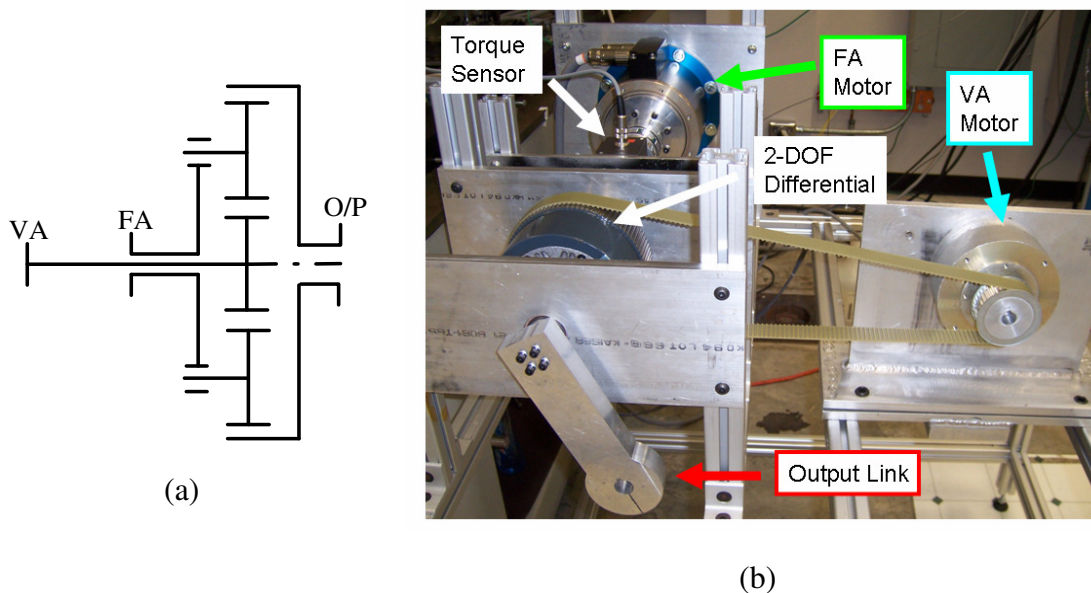 VA
FA
O/P
(a)
Torque
Sensor
FA
Motor
VA
Motor
2-DOF
Differential
Output Link
(b)